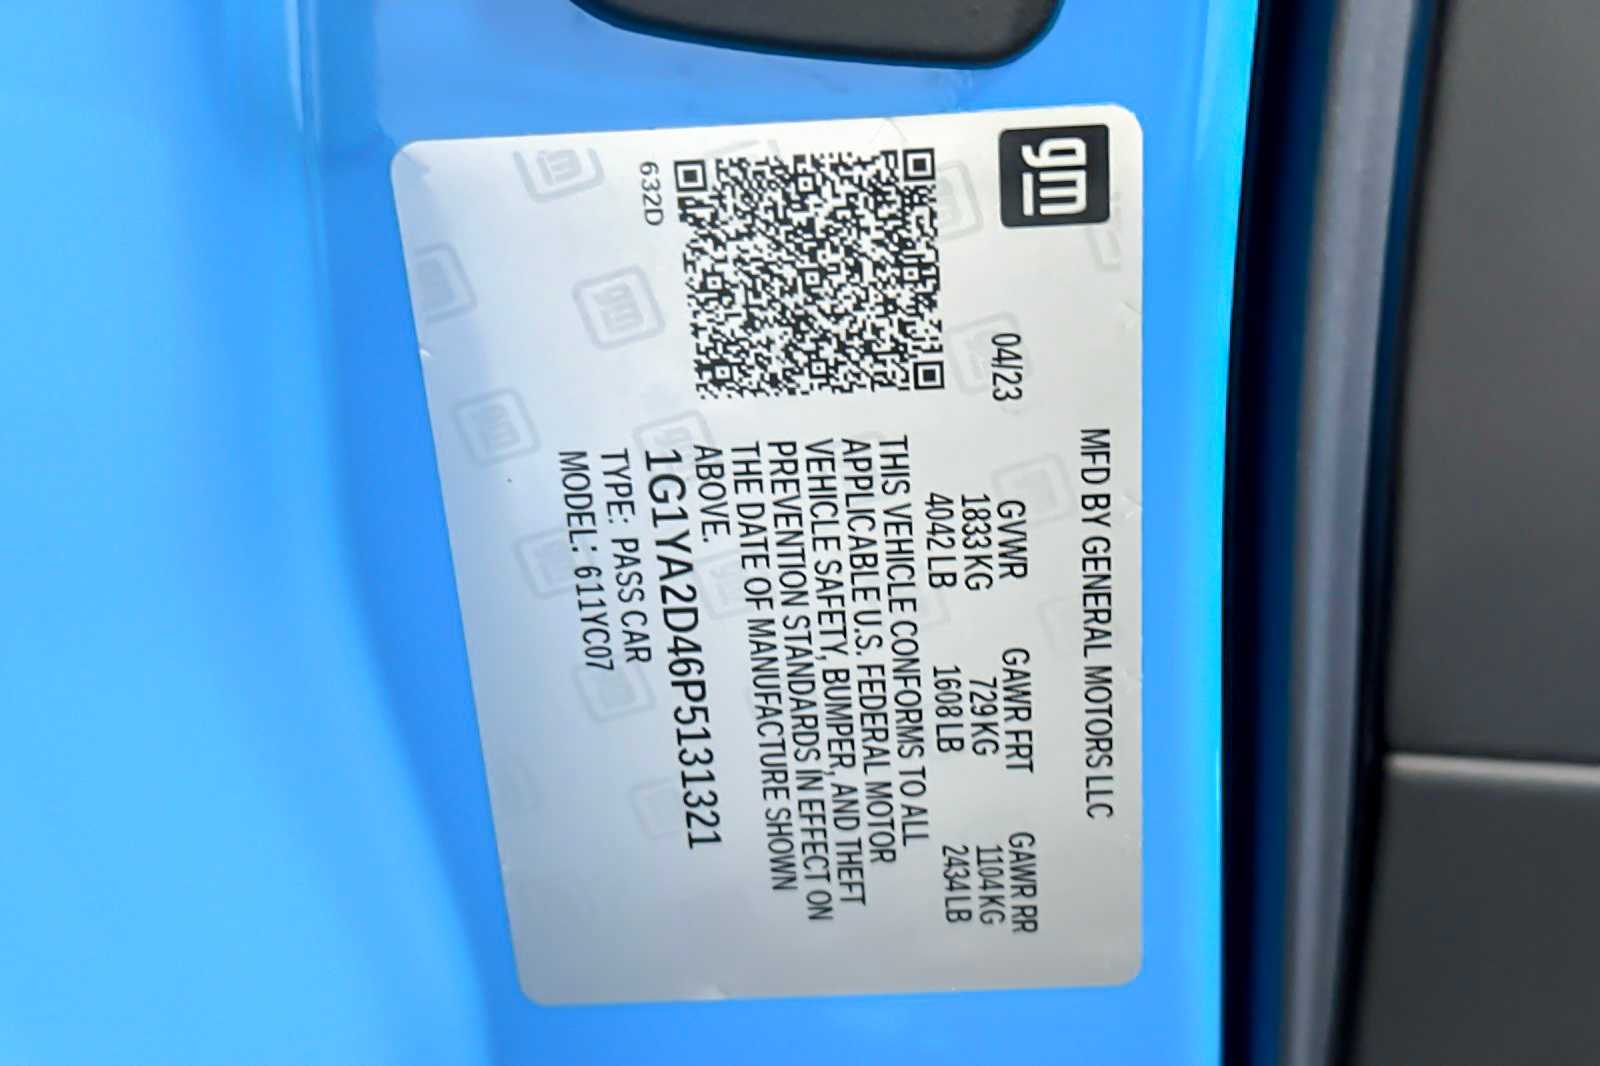 gm
MFD BY GENERAL MOTORS LLC
04/23
GVWR GAWR FRT GAWR RR
1833 KG 729 KG 1104 KG
4042 LB 1608 LB 2434 LB
THIS VEHICLE CONFORMS TO ALL
APPLICABLE U.S. FEDERAL MOTOR
VEHICLE SAFETY, BUMPER, AND THEFT
PREVENTION STANDARDS IN EFFECT ON
THE DATE OF MANUFACTURE SHOWN
ABOVE.
1G1YA2D46P5131321
TYPE: PASS CAR
MODEL: 611YC07
632D